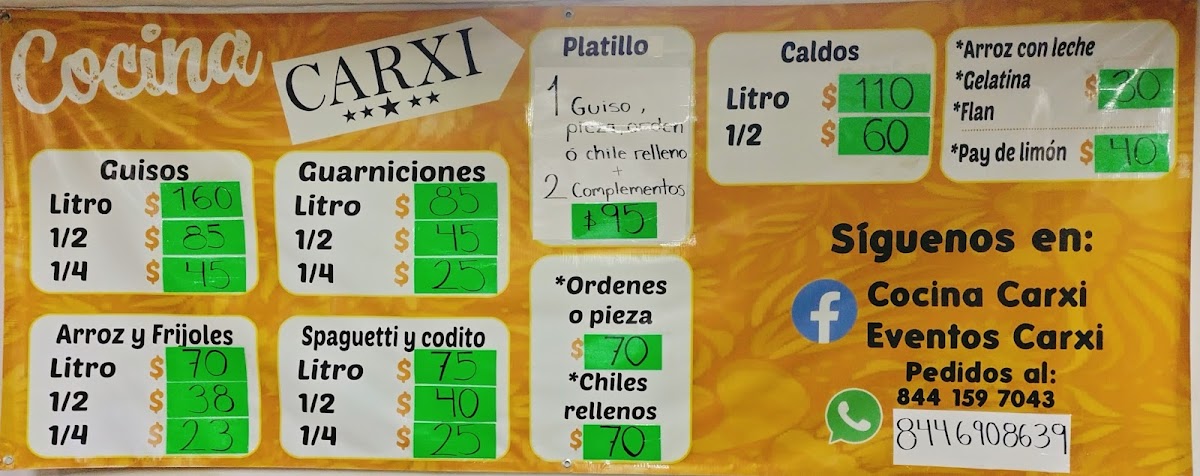 Cocina
CARXI
Guisos
Litro $ 160
1/2 $ 85
1/4 $ 45
Guarniciones
Litro $ 85
1/2 $ 45
1/4 $ 25
Arroz y Frijoles
Litro $ 70
1/2 $ 38
1/4 $ 23
Spaguetti y codito
Litro $ 75
1/2 $ 40
1/4 $ 25
Platillo
1 Guiso,
pieza, orden
ó chile relleno
+
2 Complementos
$95
*Ordenes
o pieza
$ 70
*Chiles
rellenos
$ 70
Caldos
Litro $ 110
1/2 $ 60
*Arroz con leche
*Gelatina $ 30
*Flan
*Pay de limón $ 40
Síguenos en:
Cocina Carxi
Eventos Carxi
Pedidos al:
844 159 7043
8446908639